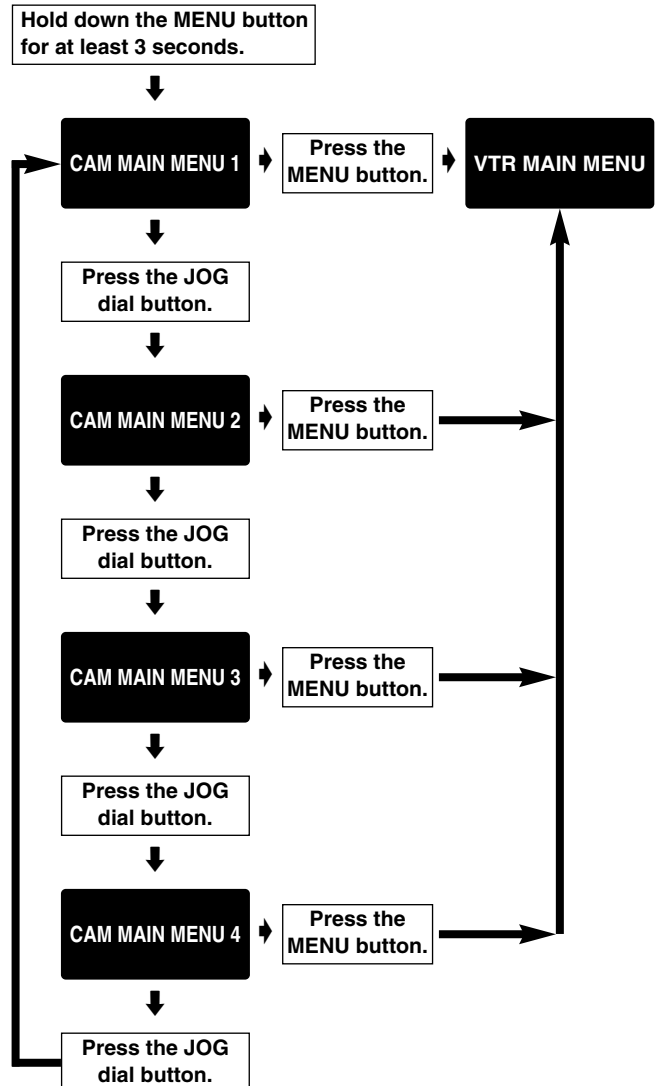 Hold down the MENU button
for at least 3 seconds.
CAM MAIN MENU 1
Press the
MENU button.
VTR MAIN MENU
Press the JOG
dial button.
CAM MAIN MENU 2
Press the
MENU button.
Press the JOG
dial button.
CAM MAIN MENU 3
Press the
MENU button.
Press the JOG
dial button.
CAM MAIN MENU 4
Press the
MENU button.
Press the JOG
dial button.